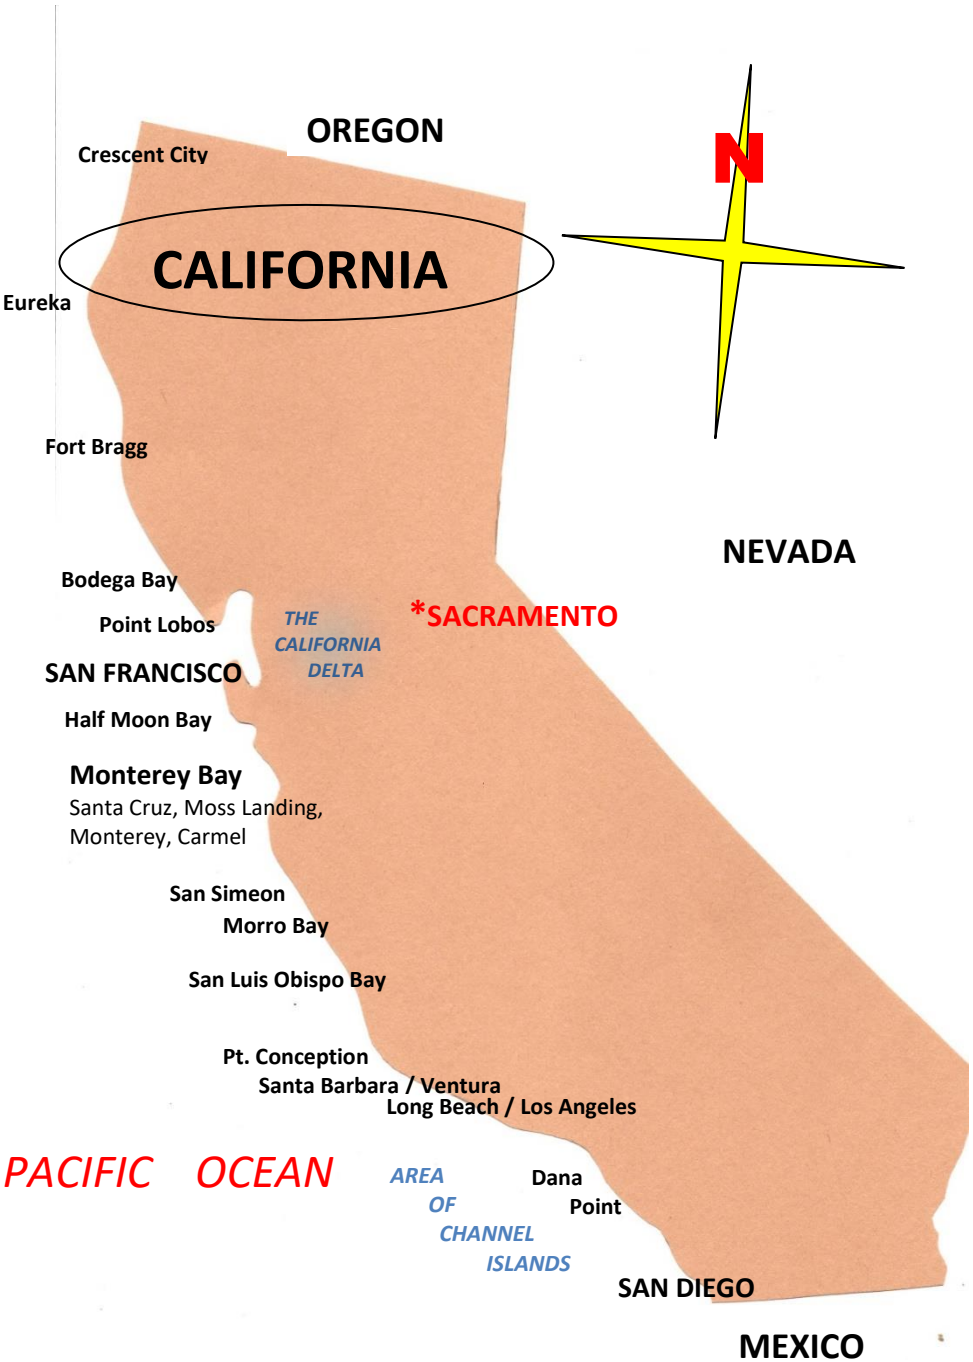 OREGON
N
Crescent City
CALIFORNIA
Eureka
Fort Bragg
NEVADA
Bodega Bay
THE
CALIFORNIA
DELTA
*SACRAMENTO
Point Lobos
SAN FRANCISCO
Half Moon Bay
Monterey Bay
Santa Cruz, Moss Landing,
Monterey, Carmel
San Simeon
Morro Bay
San Luis Obispo Bay
Pt. Conception
Santa Barbara / Ventura
Long Beach / Los Angeles
PACIFIC OCEAN
AREA
OF
CHANNEL
ISLANDS
Dana
Point
SAN DIEGO
MEXICO